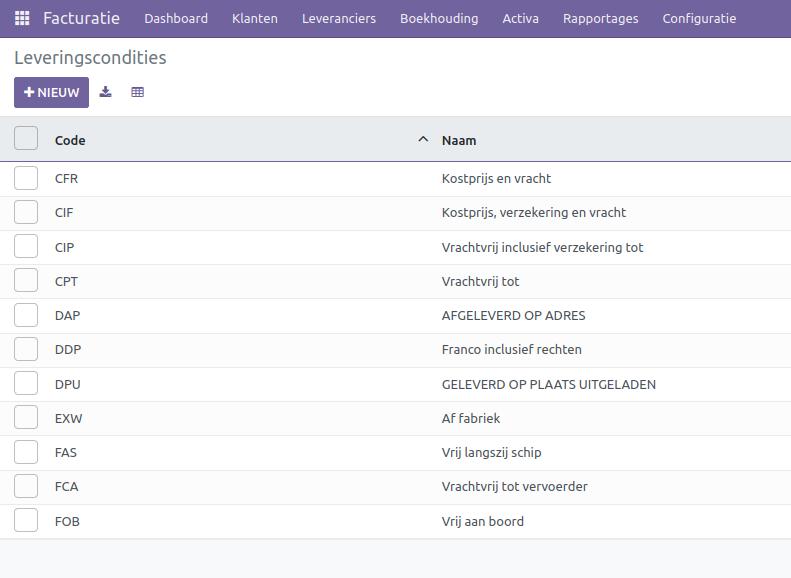 Facturatie Dashboard Klanten Leveranciers Boekhouding Activa Rapportages Configuratie
Leveringscondities
NIEUW
Code Naam
CFR Kostprijs en vracht
CIF Kostprijs, verzekering en vracht
CIP Vrachtvrij inclusief verzekering tot
CPT Vrachtvrij tot
DAP AFGELEVERD OP ADRES
DDP Franco inclusief rechten
DPU GELEVERD OP PLAATS UITGELADEN
EXW Af fabriek
FAS Vrij langszij schip
FCA Vrachtvrij tot vervoerder
FOB Vrij aan boord